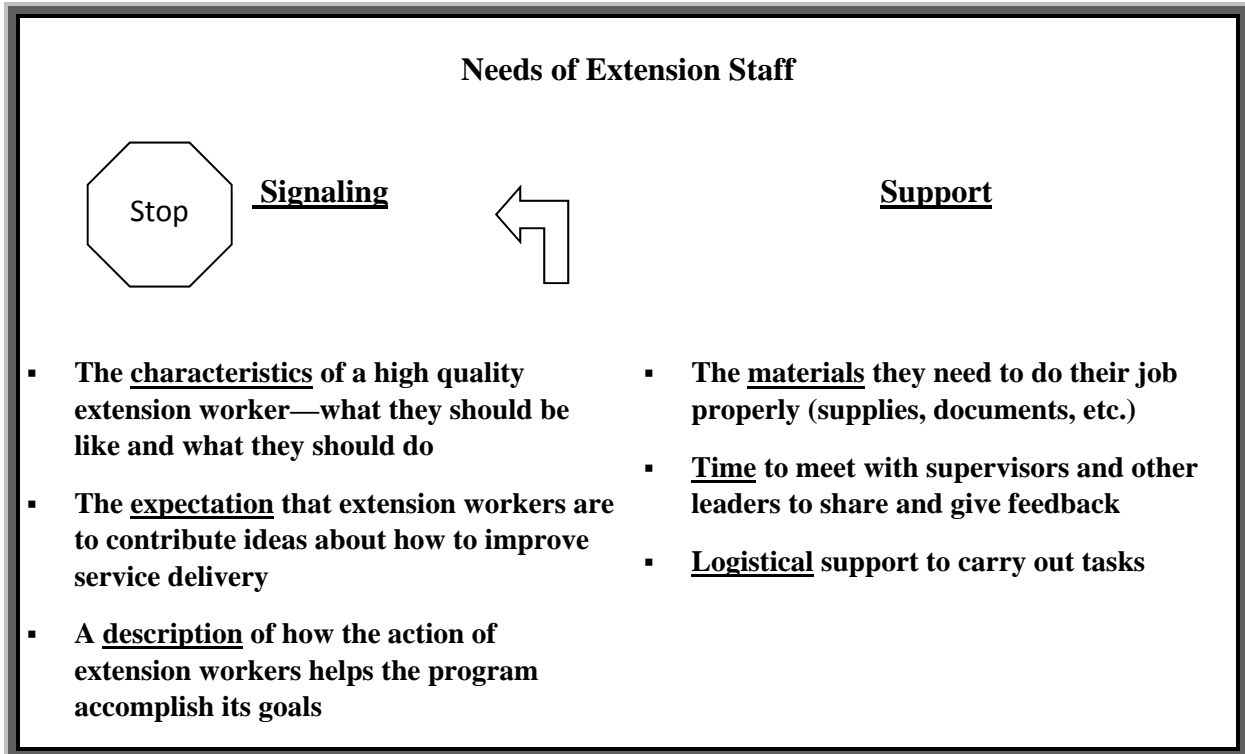 Needs of Extension Staff
Stop
Signaling
Support
▪ The characteristics of a high quality
extension worker—what they should be
like and what they should do
▪ The expectation that extension workers are
to contribute ideas about how to improve
service delivery
▪ A description of how the action of
extension workers helps the program
accomplish its goals
▪ The materials they need to do their job
properly (supplies, documents, etc.)
▪ Time to meet with supervisors and other
leaders to share and give feedback
▪ Logistical support to carry out tasks